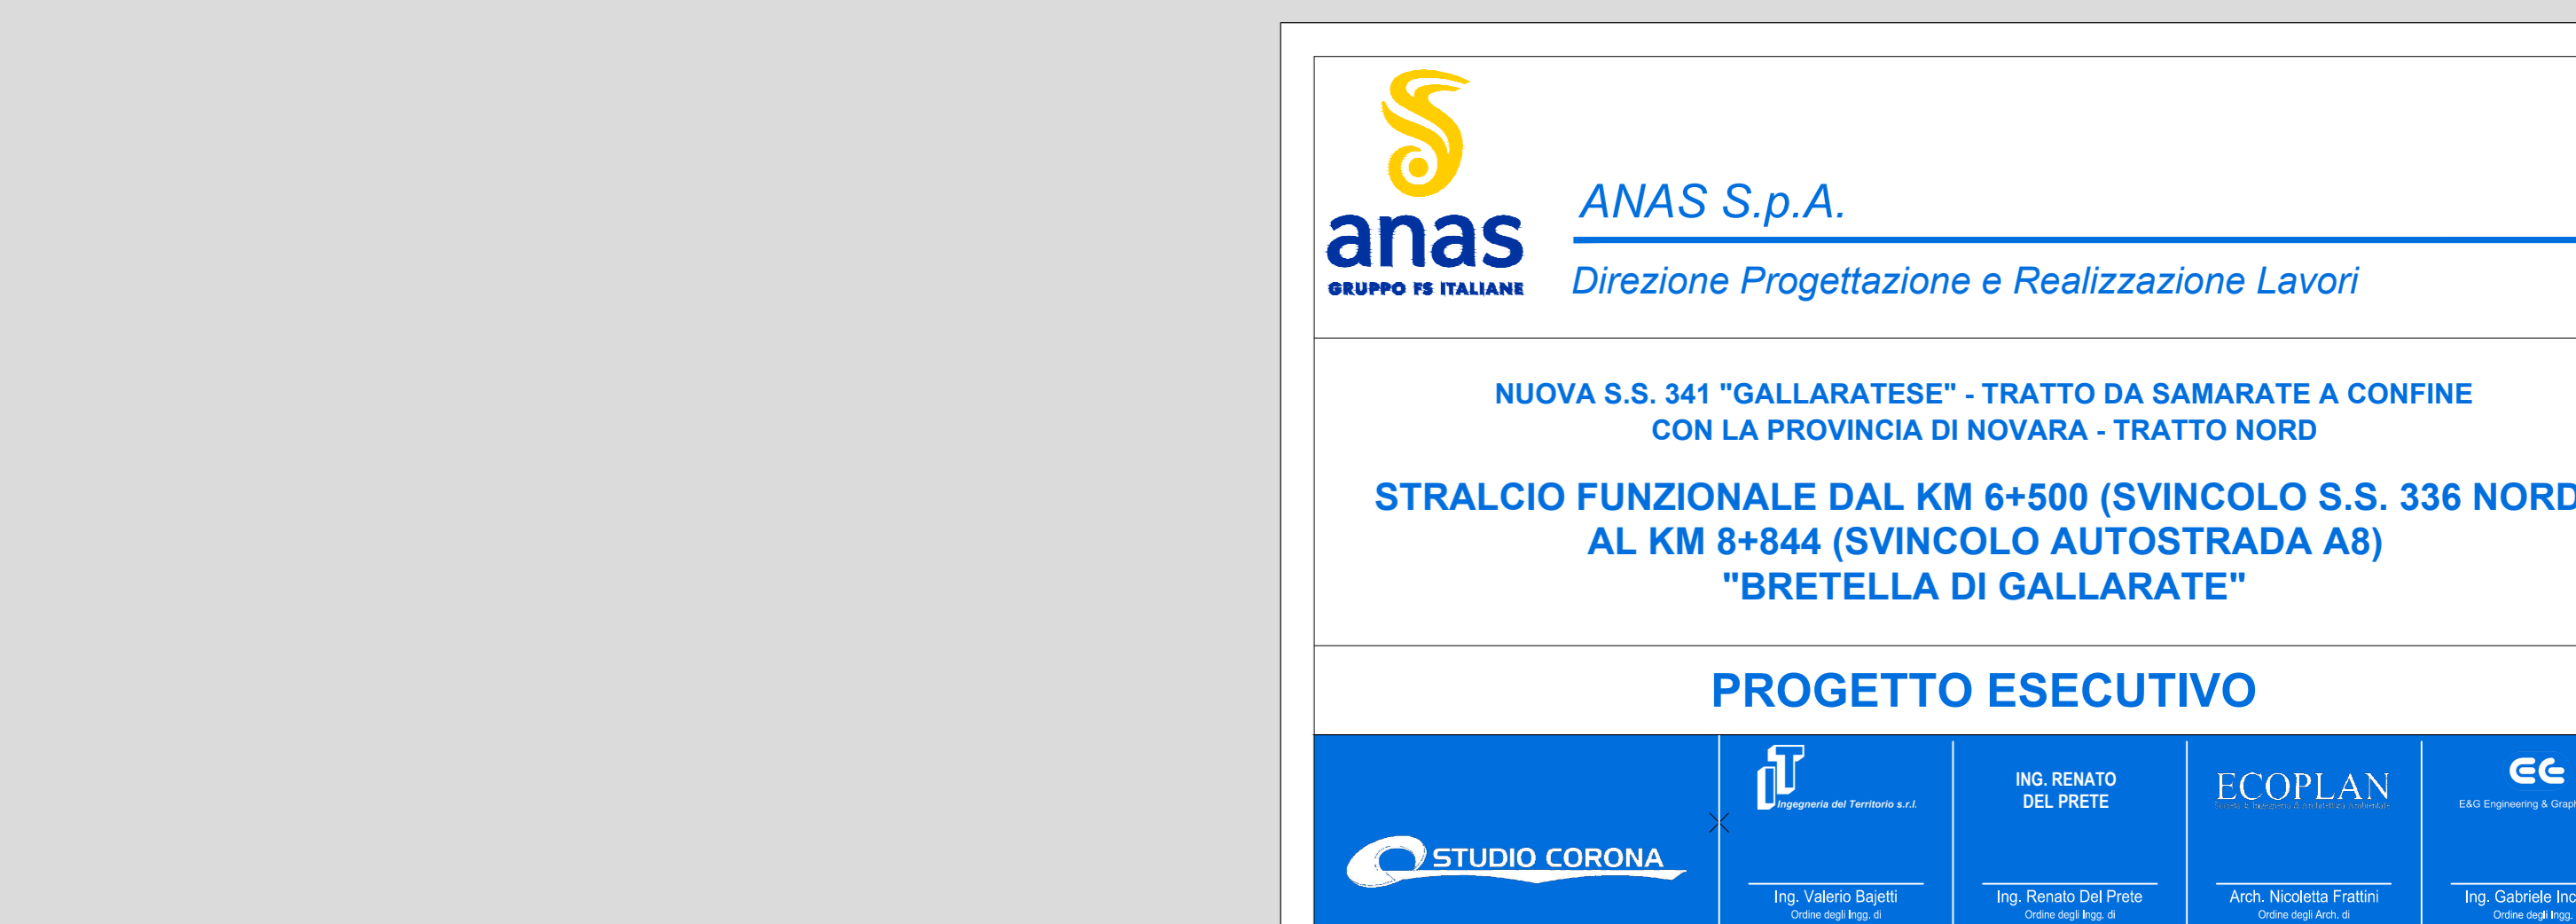 anas
GRUPPO FS ITALIANE
ANAS S.p.A.
Direzione Progettazione e Realizzazione Lavori
NUOVA S.S. 341 "GALLARATESE" - TRATTO DA SAMARATE A CONFINE
CON LA PROVINCIA DI NOVARA - TRATTO NORD
STRALCIO FUNZIONALE DAL KM 6+500 (SVINCOLO S.S. 336 NORD
AL KM 8+844 (SVINCOLO AUTOSTRADA A8)
"BRETELLA DI GALLARATE"
PROGETTO ESECUTIVO
STUDIO CORONA
Ingegneria del Territorio s.r.l.
Ing. Valerio Bajetti
Ordine degli Ingg. di
ING. RENATO
DEL PRETE
Ing. Renato Del Prete
Ordine degli Ingg. di
ECOPLAN
Arch. Nicoletta Frattini
Ordine degli Arch. di
EG
E&G Engineering &
Ing. Gabriele
Ordine degli Ingg.